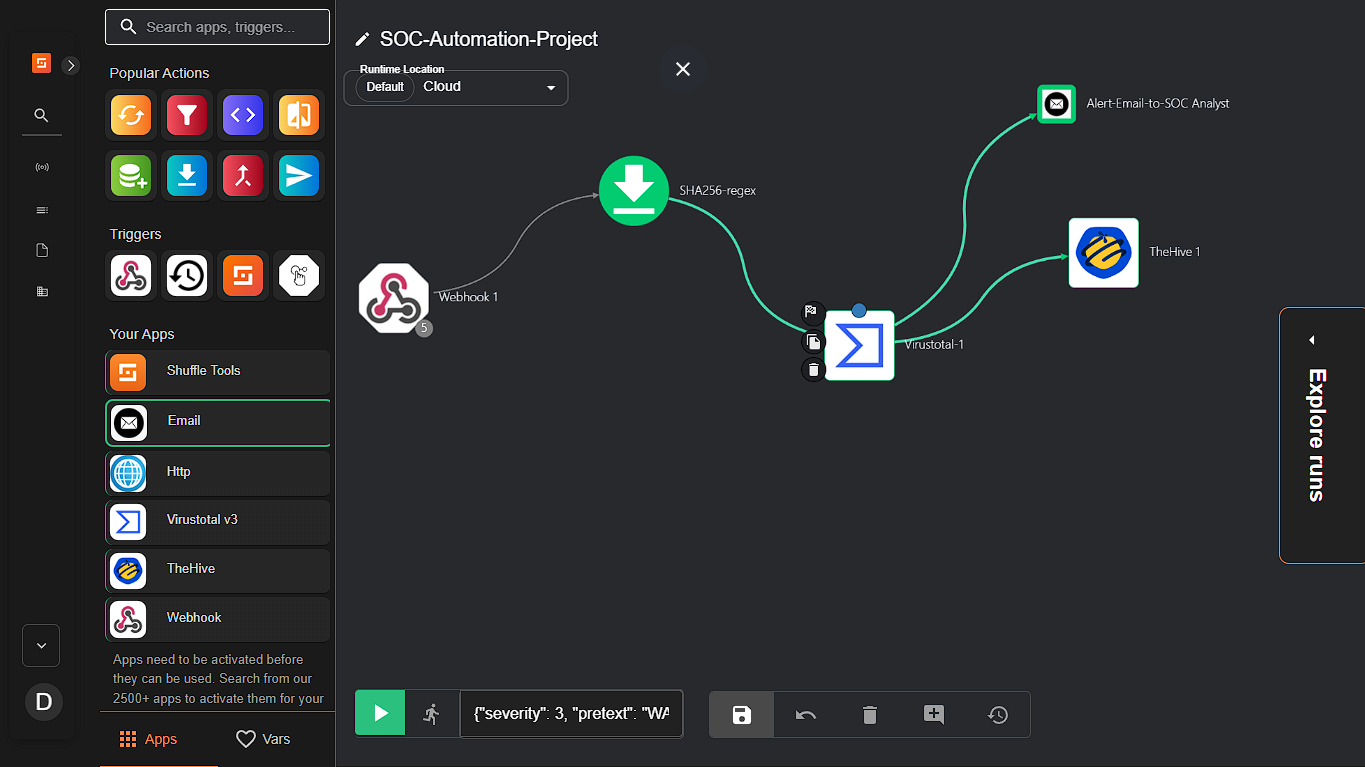 Search apps, triggers...
Popular Actions
Triggers
Your Apps
Shuffle Tools
Email
Http
Virustotal v3
TheHive
Webhook
Apps need to be activated before
they can be used. Search from our
2500+ apps to activate them for your
Apps
Vars
D
SOC-Automation-Project
Runtime Location
Default
Cloud
Alert-Email-to-SOC Analyst
SHA256-regex
TheHive 1
Webhook 1
5
Virustotal-1
Explore runs
{"severity": 3, "pretext": "WA